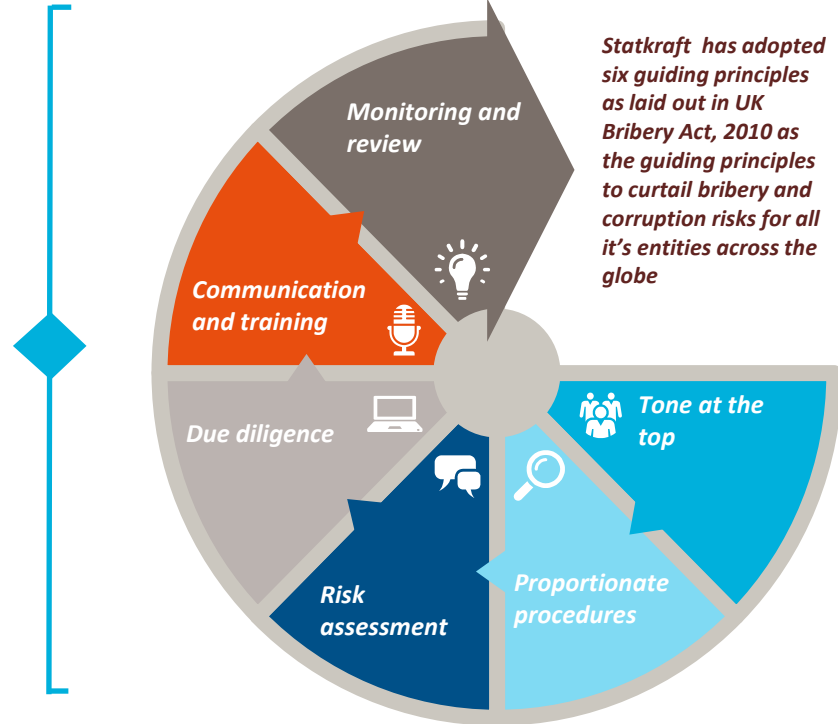 Monitoring and
review
Statkraft has adopted
six guiding principles
as laid out in UK
Bribery Act, 2010 as
the guiding principles
to curtail bribery and
corruption risks for all
it’s entities across the
globe
Communication
and training
Due diligence
Tone at the
top
Risk
assessment
Proportionate
procedures